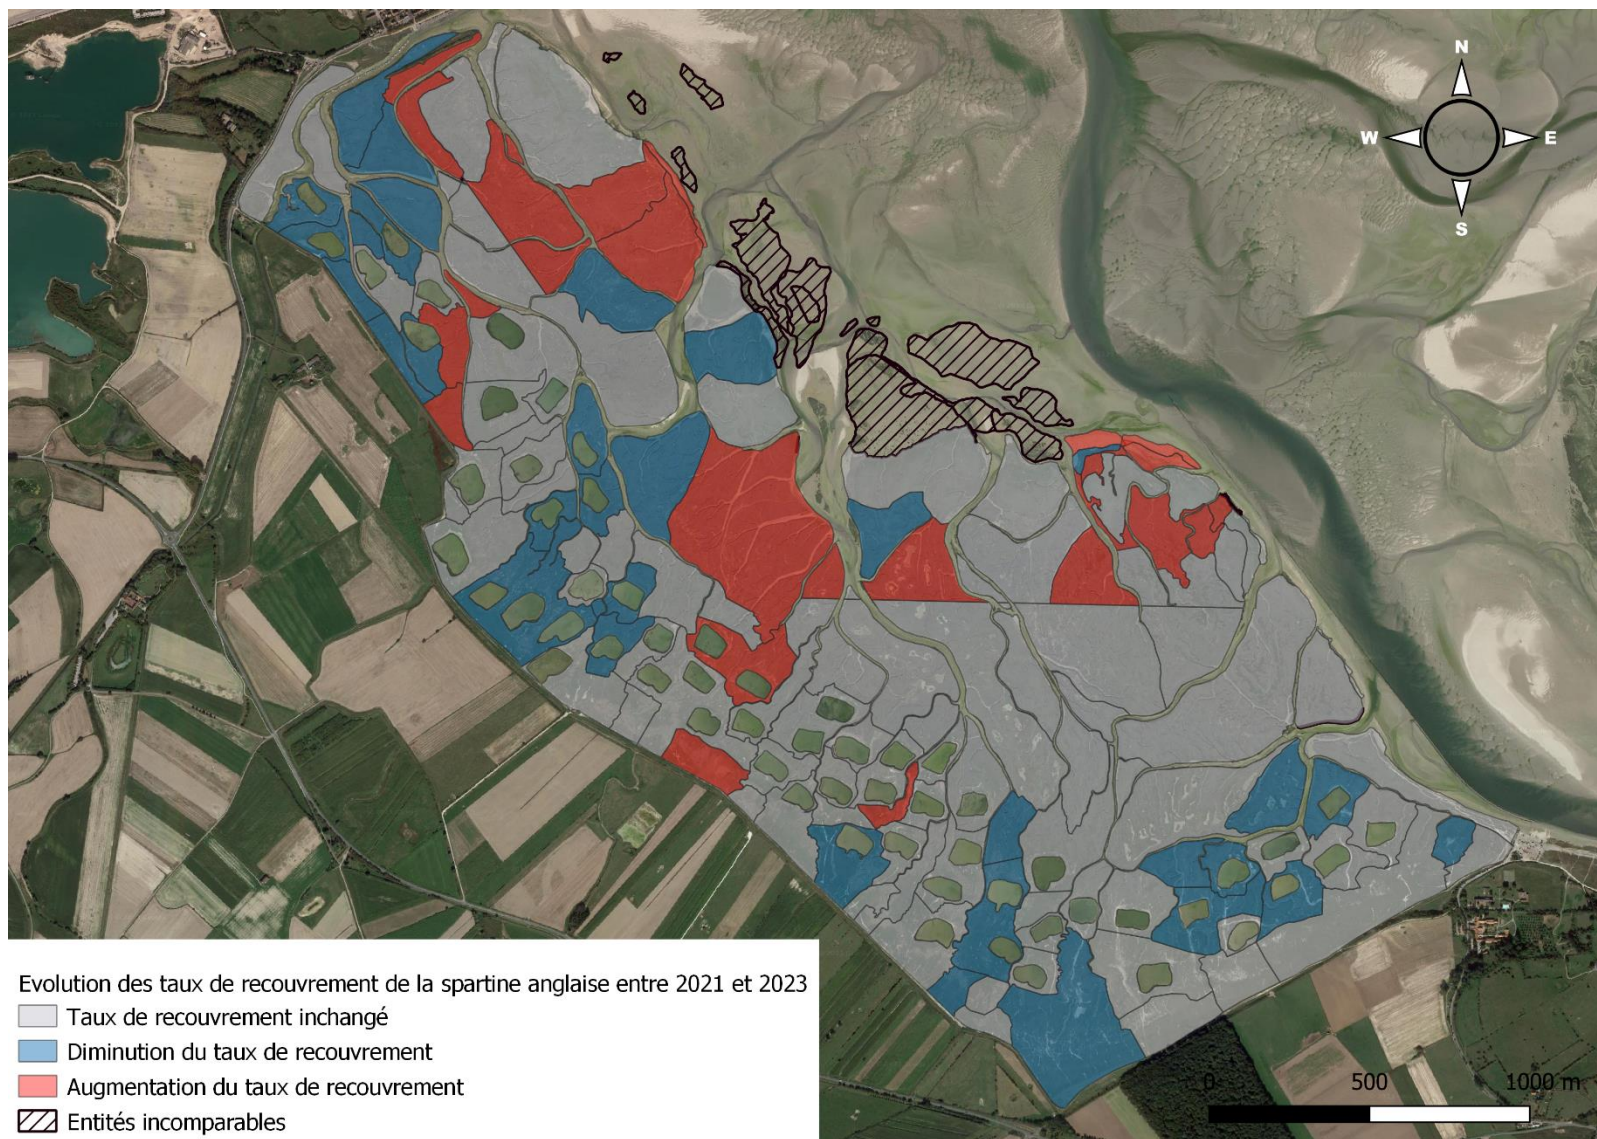 N
W
E
S
Evolution des taux de recouvrement de la spartine anglaise entre 2021 et 2023
Taux de recouvrement inchangé
Diminution du taux de recouvrement
Augmentation du taux de recouvrement
Entités incomparables
0 500 1000 m